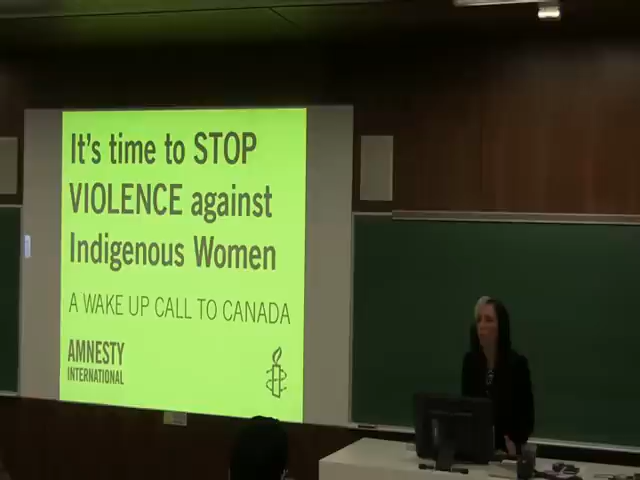 It's time to STOP
VIOLENCE against
Indigenous Women
A WAKE UP CALL TO CANADA
AMNESTY
INTERNATIONAL